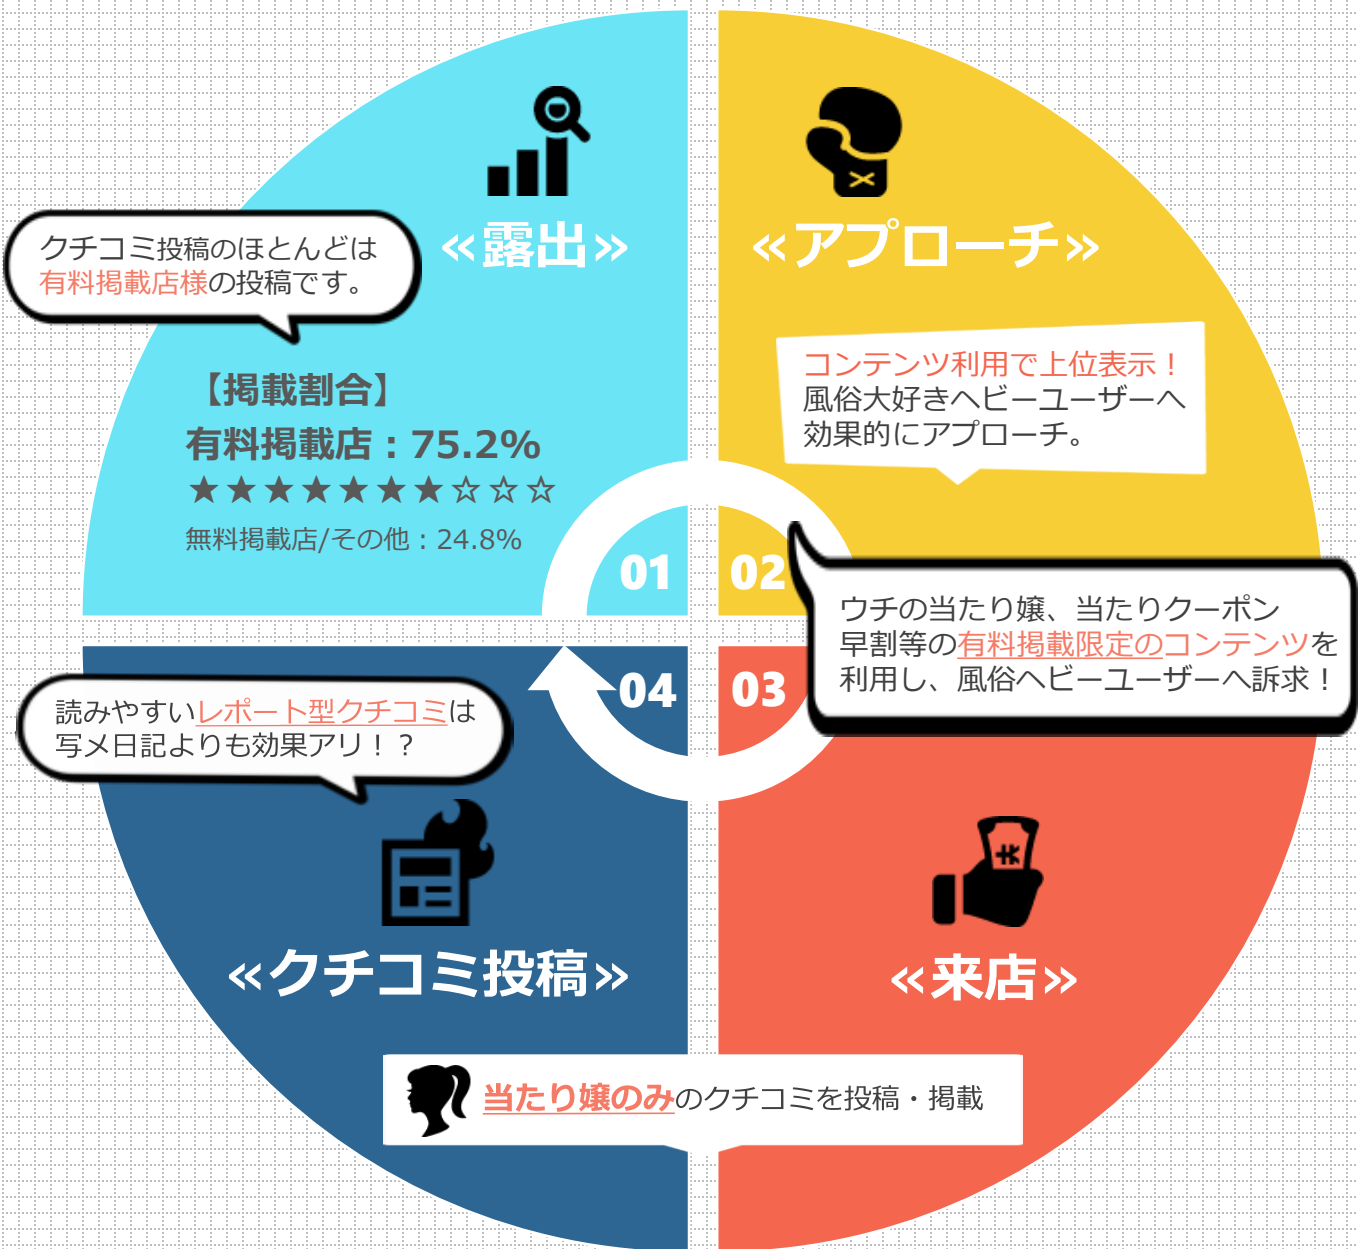 «露出»
クチコミ投稿のほとんどは
有料掲載店様の投稿です。
【掲載割合】
有料掲載店：75.2%
★★★★★★★☆☆☆
無料掲載店/その他：24.8%
01
«アプローチ»
コンテンツ利用で上位表示！
風俗大好きヘビーユーザーへ
効果的にアプローチ。
02
ウチの当たり嬢、当たりクーポン
早割等の有料掲載限定のコンテンツを
利用し、風俗ヘビーユーザーへ訴求！
03
«来店»
04
読みやすいレポート型クチコミは
写メ日記よりも効果アリ！？
«クチコミ投稿»
当たり嬢のみのクチコミを投稿・掲載